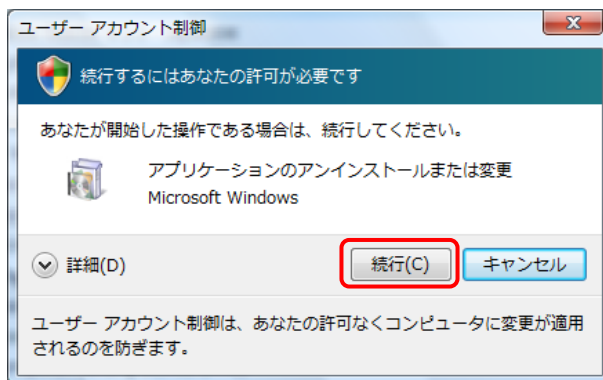 ユーザー アカウント制御
続行するにはあなたの許可が必要です
あなたが開始した操作である場合は、続行してください。
アプリケーションのアンインストールまたは変更
Microsoft Windows
詳細(D)
続行(C)
キャンセル
ユーザー アカウント制御は、あなたの許可なくコンピュータに変更が適用
されるのを防ぎます。